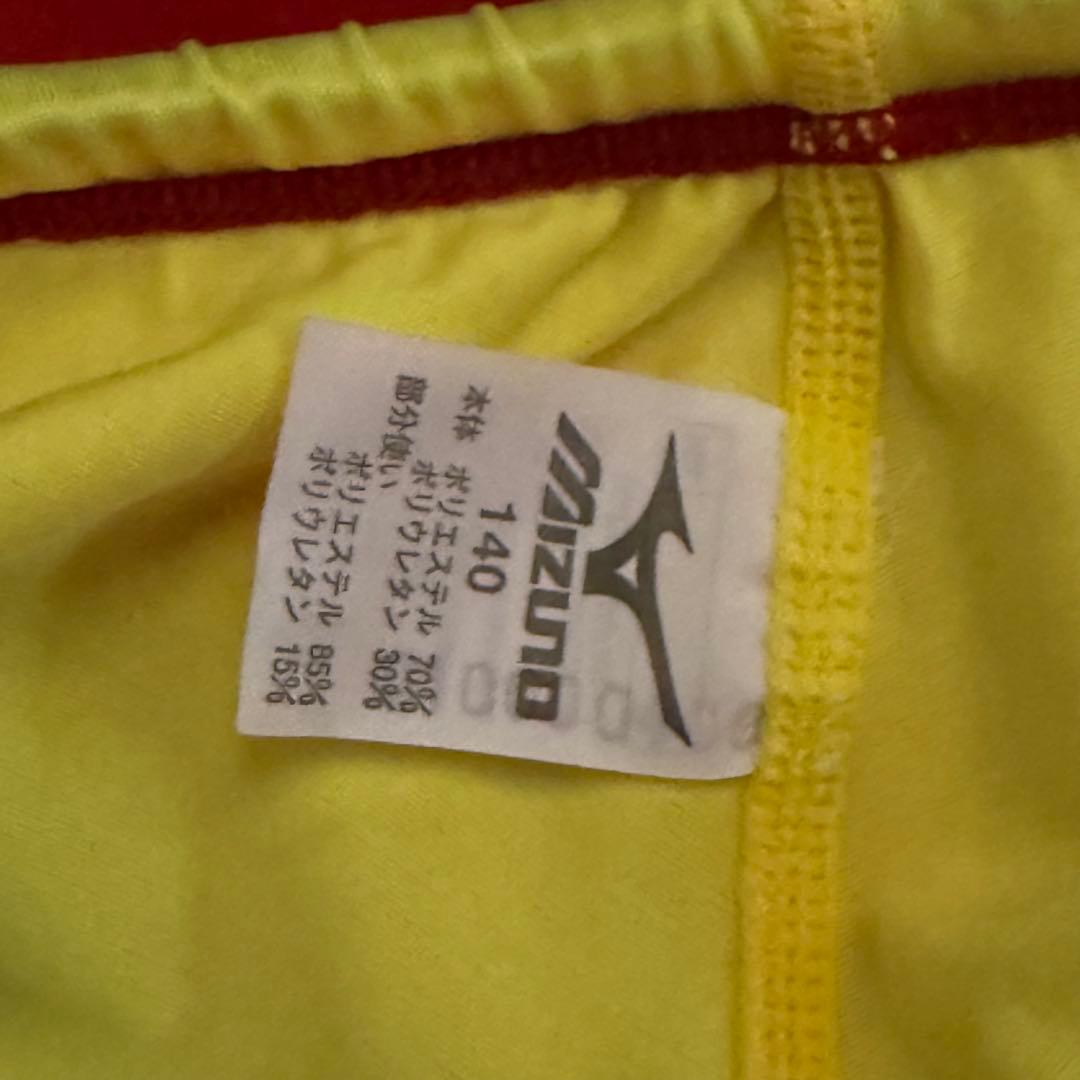 MIZUNO
140
本体 ポリエステル 70%
ポリウレタン 30%
部分使い
ポリエステル 85%
ポリウレタン 15%